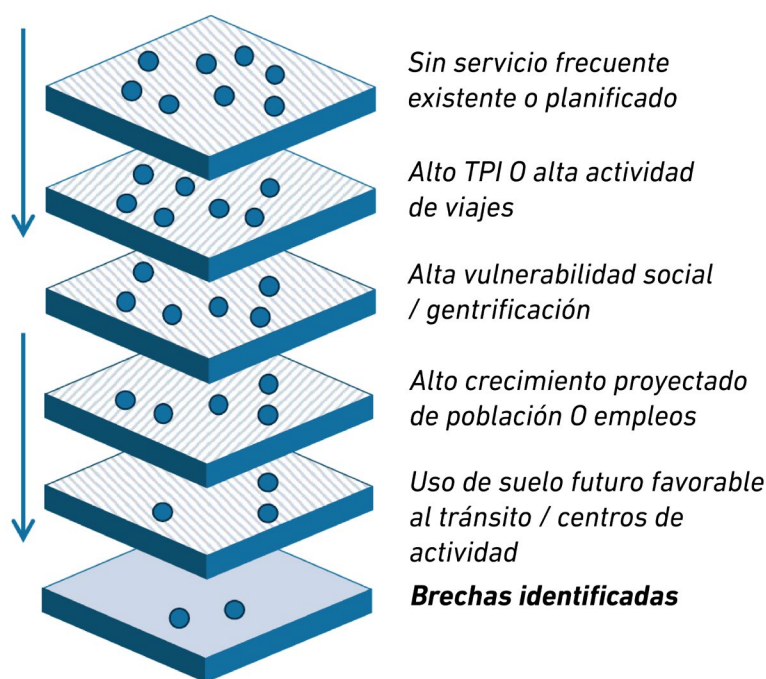 Sin servicio frecuente
existente o planificado
Alto TPI O alta actividad
de viajes
Alta vulnerabilidad social
/ gentrificación
Alto crecimiento proyectado
de población O empleos
Uso de suelo futuro favorable
al tránsito / centros de
actividad
Brechas identificadas